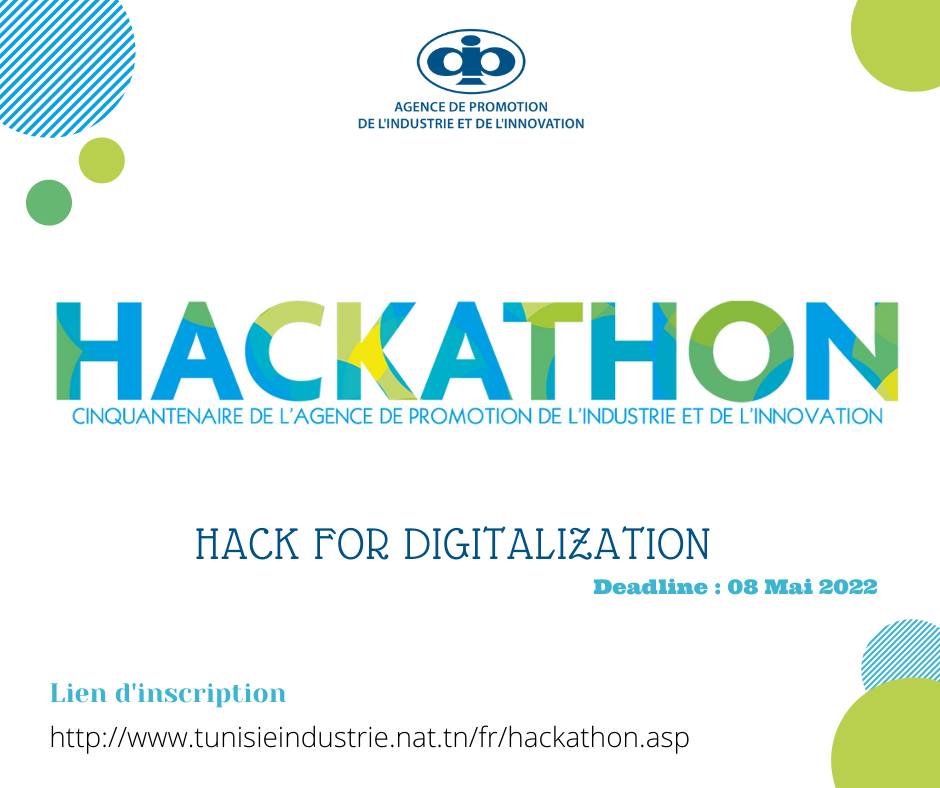 AGENCE DE PROMOTION
DE L'INDUSTRIE ET DE L'INNOVATION
HACKATHON
CINQUANTENAIRE DE L'AGENCE DE PROMOTION DE L'INDUSTRIE ET DE L'INNOVATION
HACK FOR DIGITALIZATION
Deadline : 08 Mai 2022
Lien d'inscription
http://www.tunisieindustrie.nat.tn/fr/hackathon.asp